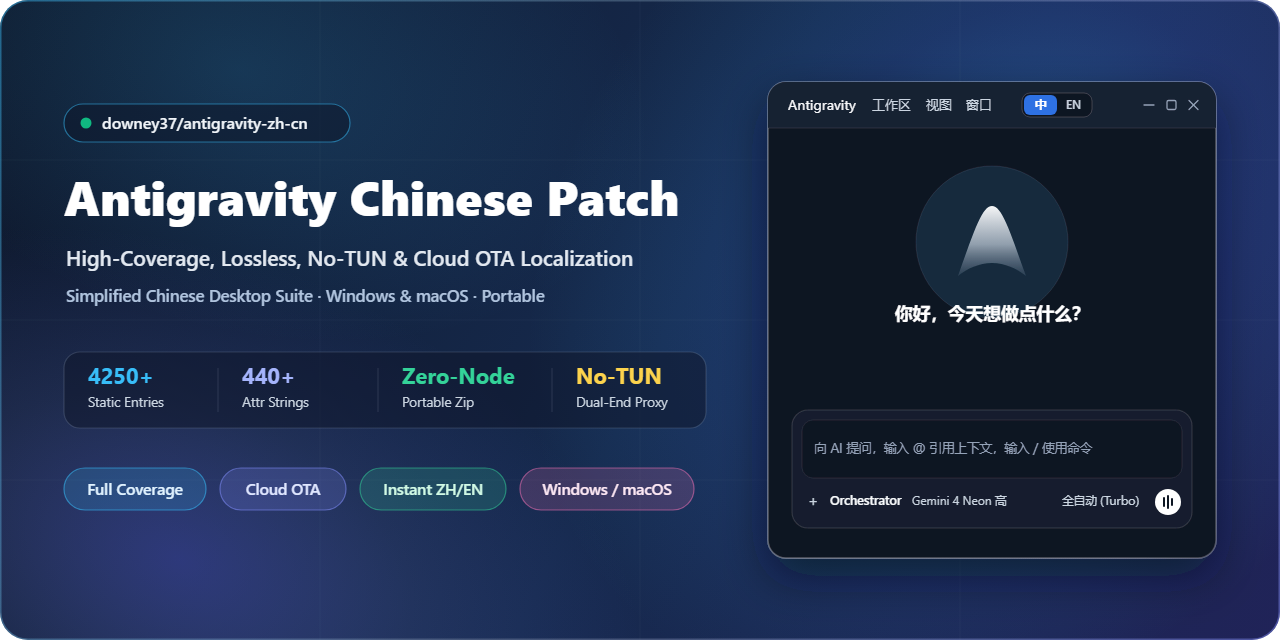 downey37/antigravity-zh-cn
Antigravity Chinese Patch
High-Coverage, Lossless, No-TUN & Cloud OTA Localization
Simplified Chinese Desktop Suite · Windows & macOS · Portable
4250+
Static Entries
440+
Attr Strings
Zero-Node
Portable Zip
No-TUN
Dual-End Proxy
Full Coverage
Cloud OTA
Instant ZH/EN
Windows / macOS
Antigravity 工作区 视图 窗口 中 EN
你好，今天想做点什么?
向 AI 提问，输入 @ 引用上下文，输入 / 使用命令
+ Orchestrator Gemini 4 Neon 高 全自动 (Turbo)